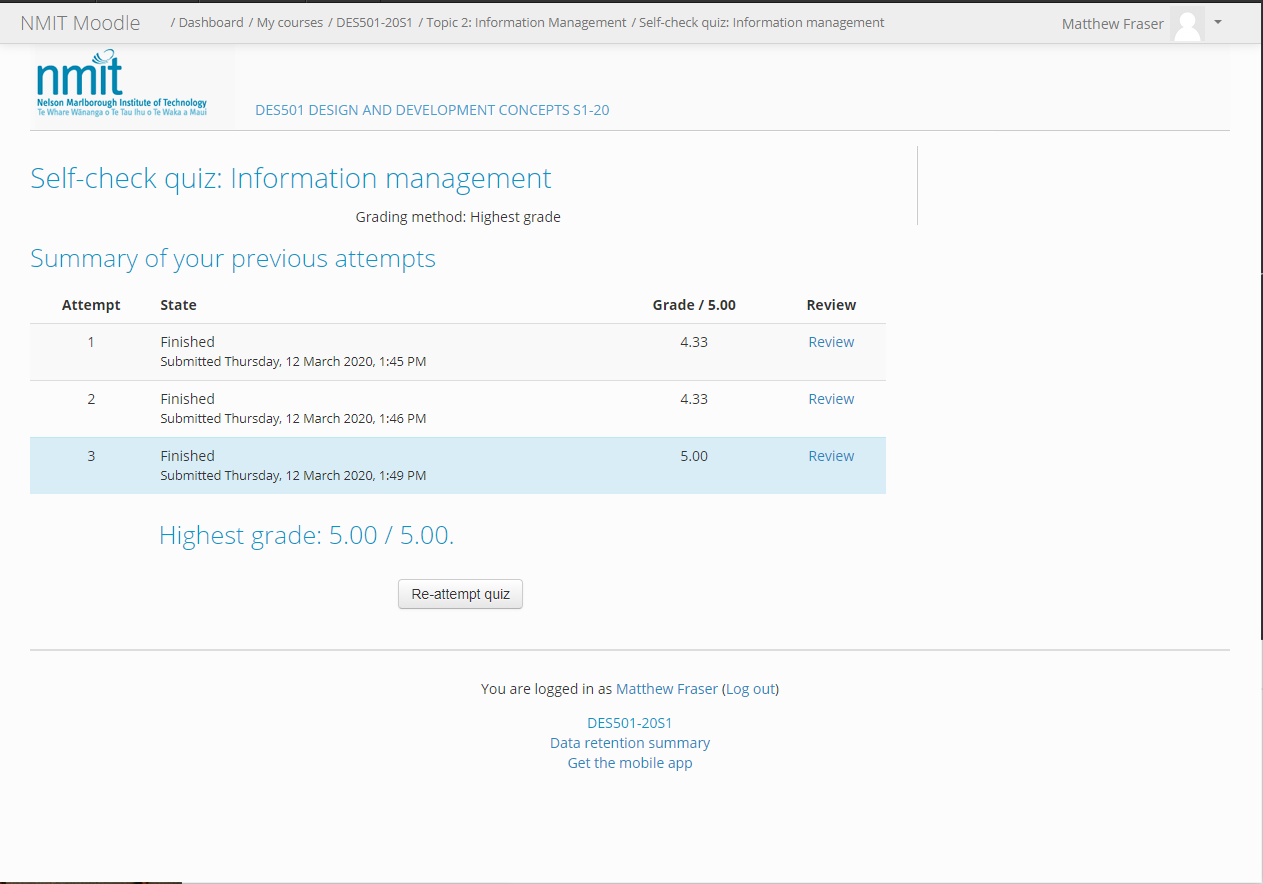 NMIT Moodle / Dashboard / My courses / DES501-20S1 / Topic 2: Information Management / Self-check quiz: Information management Matthew Fraser
nmit
Nelson Marlborough Institute of Technology
Te Whare Wānanga o Te Tau Ihu o Te Waka a Maui
DES501 DESIGN AND DEVELOPMENT CONCEPTS S1-20
Self-check quiz: Information management
Grading method: Highest grade
Summary of your previous attempts
Attempt State Grade / 5.00 Review
1 Finished 4.33 Review
Submitted Thursday, 12 March 2020, 1:45 PM
2 Finished 4.33 Review
Submitted Thursday, 12 March 2020, 1:46 PM
3 Finished 5.00 Review
Submitted Thursday, 12 March 2020, 1:49 PM
Highest grade: 5.00 / 5.00.
Re-attempt quiz
You are logged in as Matthew Fraser (Log out)
DES501-20S1
Data retention summary
Get the mobile app